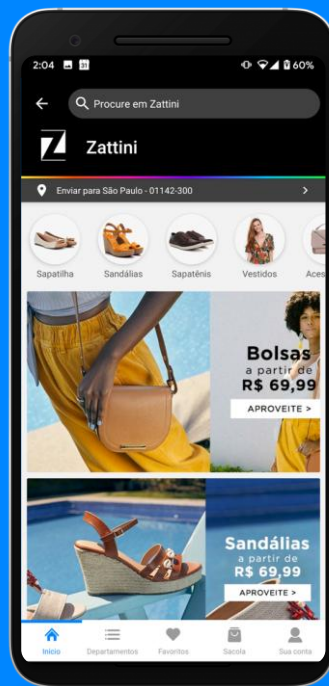 2:04
31
60%
Procure em Zattini
Zattini
Enviar para São Paulo - 01142-300
Sapatilha
Sandálias
Sapatênis
Vestidos
Aces
Bolsas
a partir de
R$ 69,99
APROVEITE >
Sandálias
a partir de
R$ 69,99
APROVEITE >
Início
Departamentos
Favoritos
Sacola
Sua conta